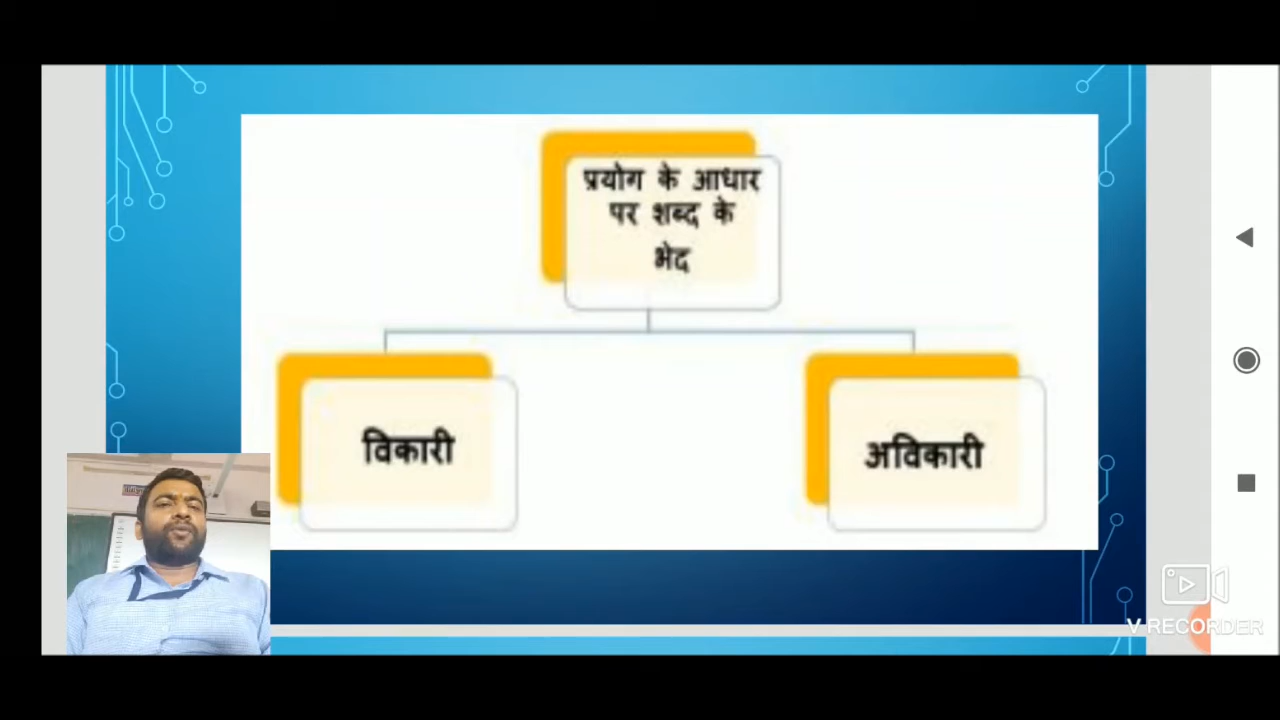 प्रयोग के आधार
पर शब्द के
भेद
विकारी
अविकारी
V RECORDER